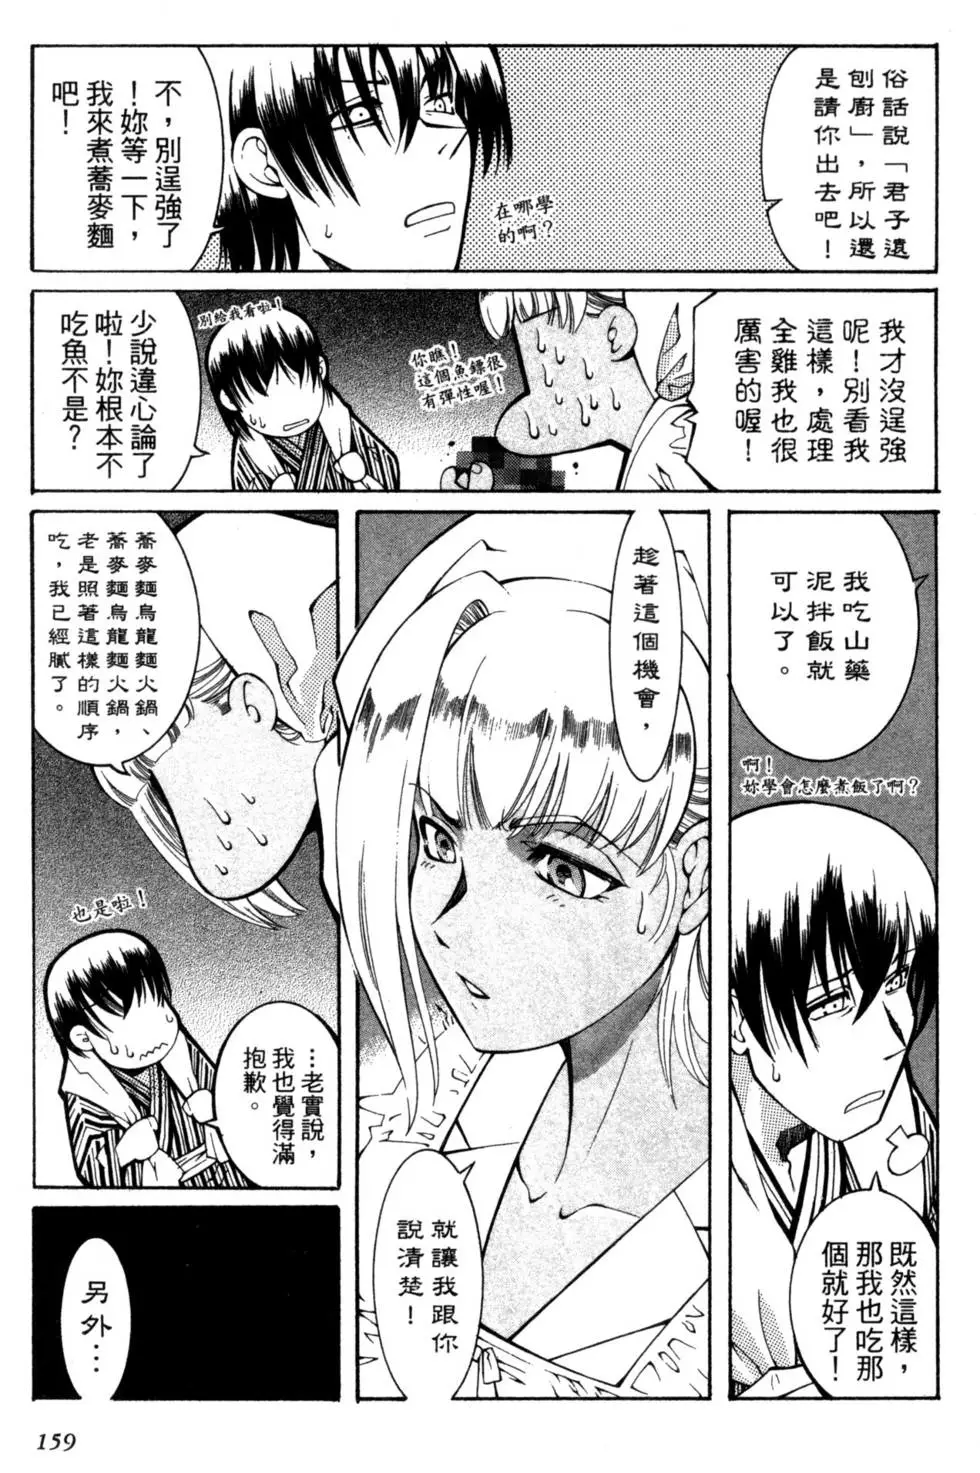 俗話說「君子遠
刨廚」，所以還
是請你出去吧！
在哪學
的啊？
不，別逞強了
！妳等一下，
我來煮蕎麥麵
吧！
我才沒逞強
呢！別看我
這樣，處理
全雞我也很
厲害的喔！
你瞧！
這個魚鏢很
有彈性喔！
別給我看啦！
少說違心論了
啦！妳根本不
吃魚不是？
我吃山藥
泥拌飯就
可以了。
啊！
妳學會怎麼煮飯了啊？
既然這樣，
那我也吃那
個就好了！
趁著這個機會，
就讓我跟你
說清楚！
蕎麥麵烏龍麵火鍋、
蕎麥麵烏龍麵火鍋，
老是照著這樣的順序
吃，我已經膩了。
也是啦！
…老實說，
我也覺得滿
抱歉。
另外…
159